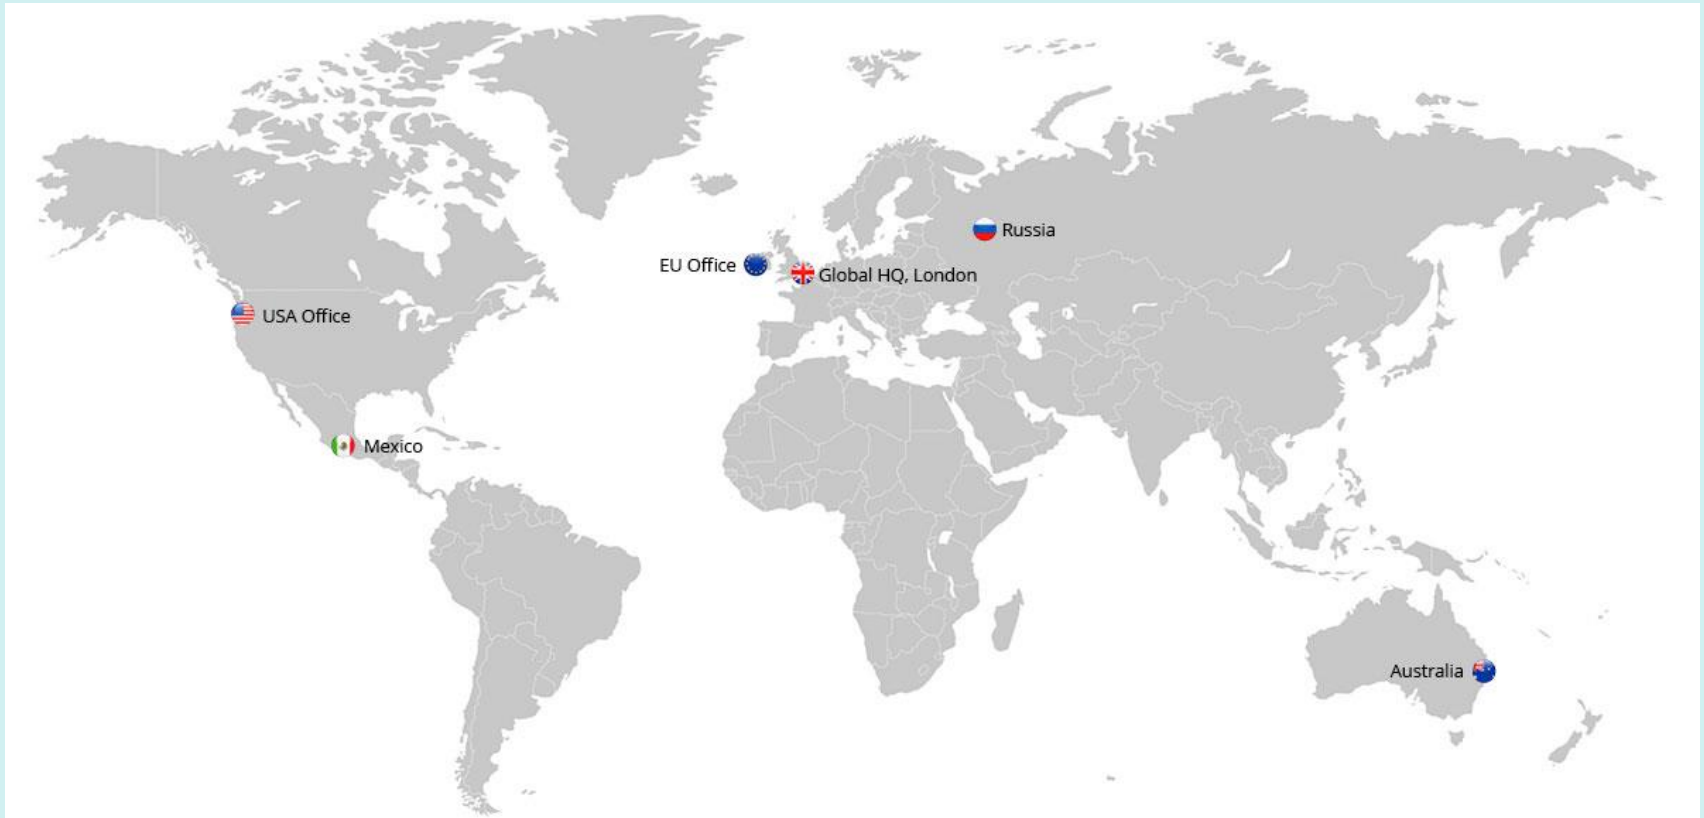 Russia
EU Office
Global HQ, London
USA Office
Mexico
Australia